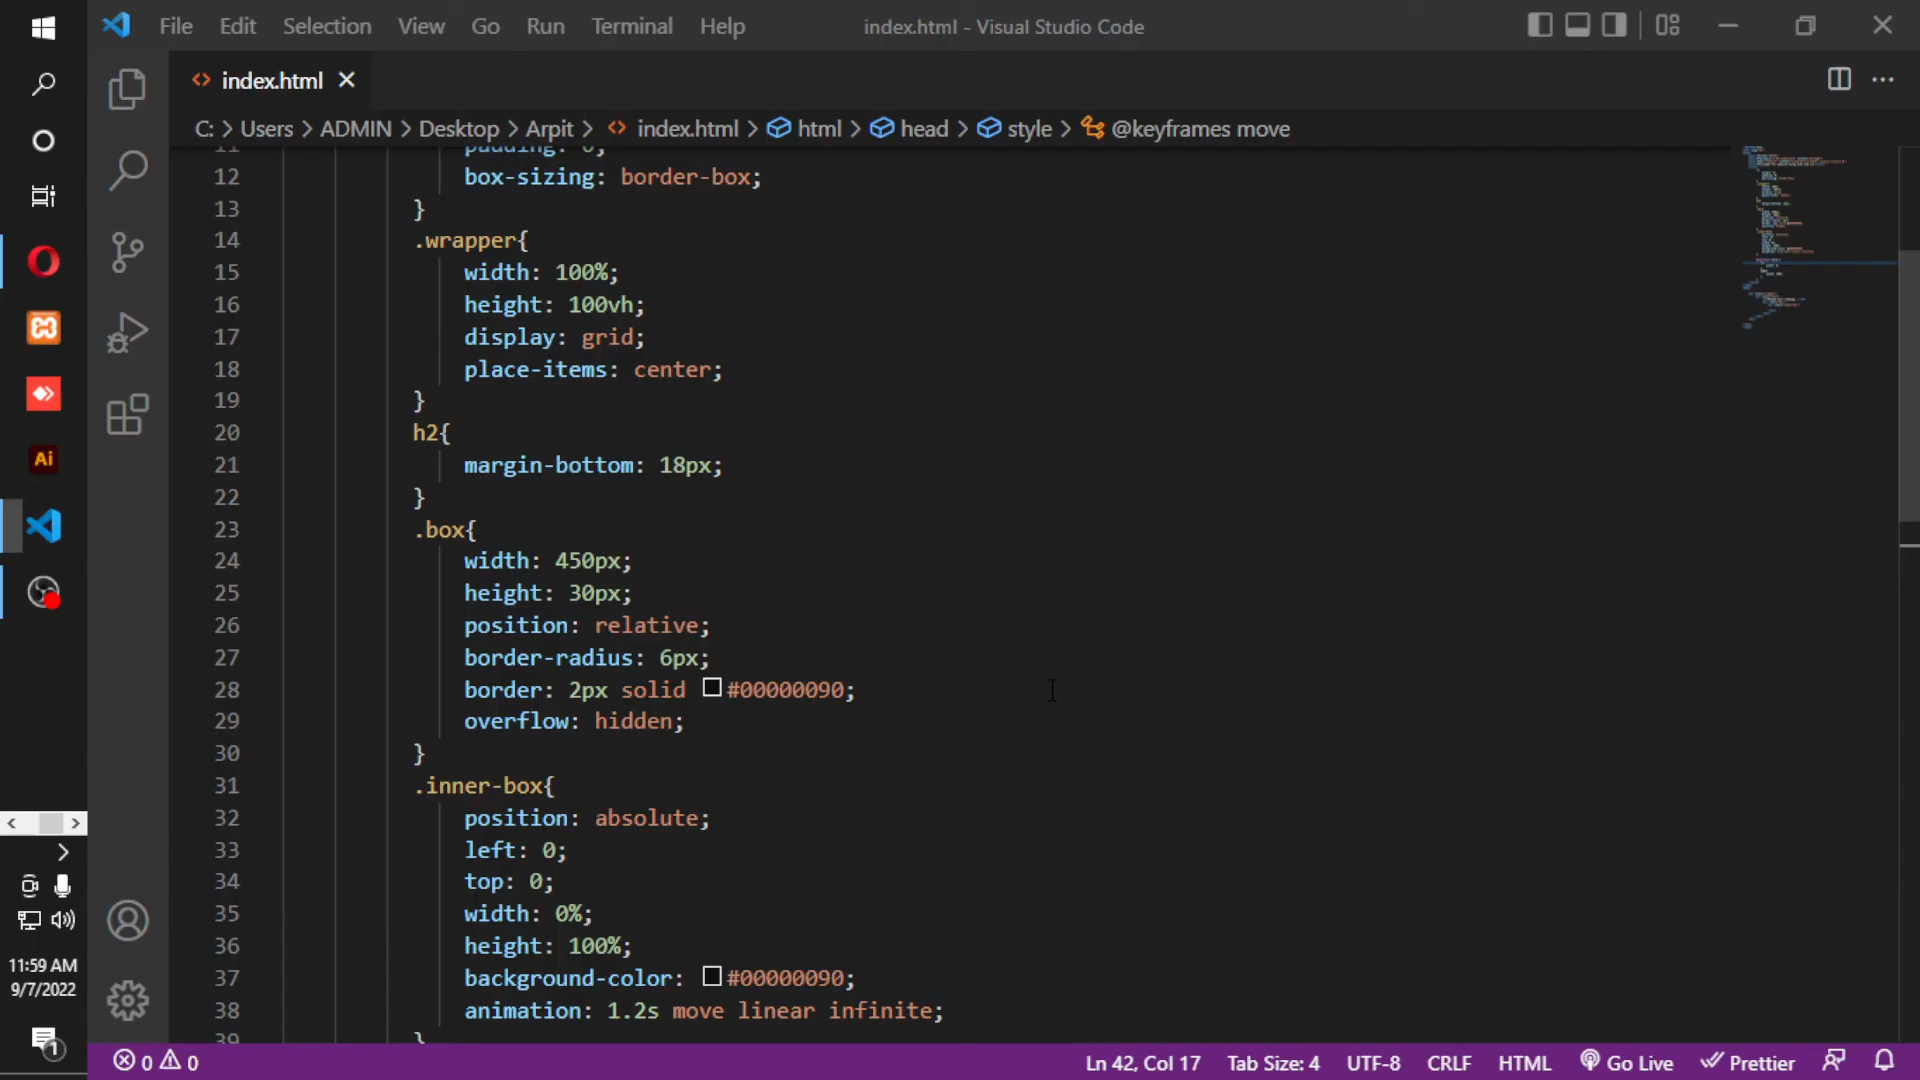 File Edit Selection View Go Run Terminal Help index.html - Visual Studio Code
index.html
C: > Users > ADMIN > Desktop > Arpit > index.html > html > head > style > @keyframes move
11 padding: 0;
12 box-sizing: border-box;
13 }
14 .wrapper{
15 width: 100%;
16 height: 100vh;
17 display: grid;
18 place-items: center;
19 }
20 h2{
21 margin-bottom: 18px;
22 }
23 .box{
24 width: 450px;
25 height: 30px;
26 position: relative;
27 border-radius: 6px;
28 border: 2px solid #00000090;
29 overflow: hidden;
30 }
31 .inner-box{
32 position: absolute;
33 left: 0;
34 top: 0;
35 width: 0%;
36 height: 100%;
37 background-color: #00000090;
38 animation: 1.2s move linear infinite;
39 }
Ai
11:59 AM
9/7/2022
1
0 0 Ln 42, Col 17 Tab Size: 4 UTF-8 CRLF HTML Go Live Prettier